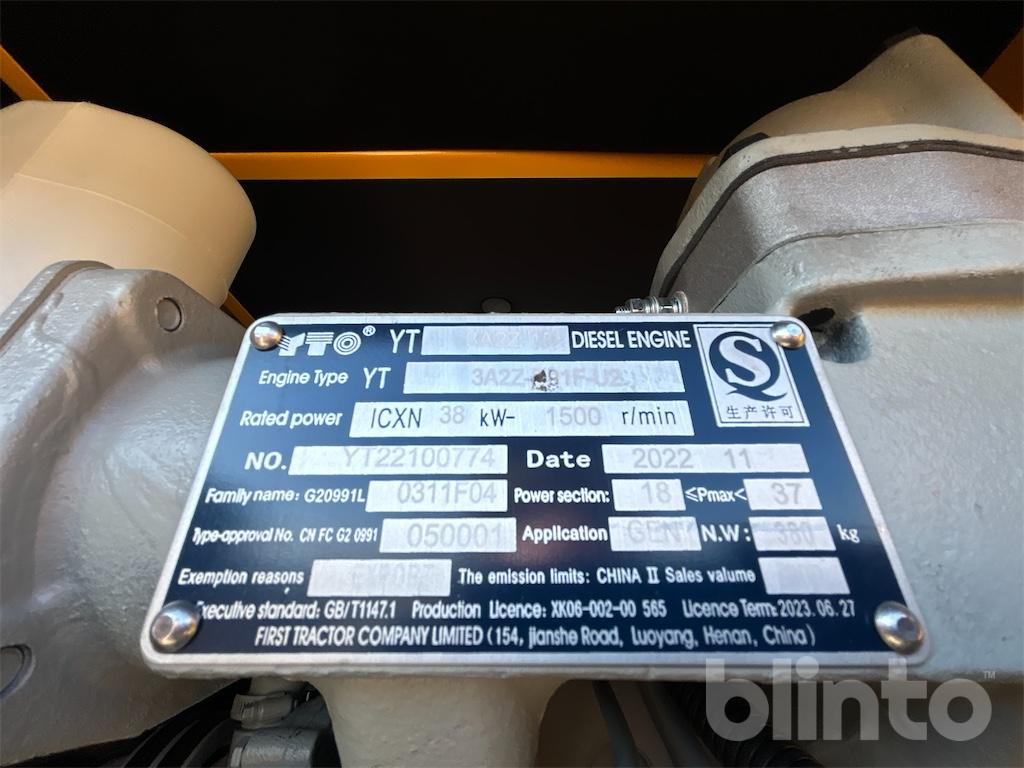 YTO® YT DIESEL ENGINE
Engine Type YT
Rated power ICXN 38 kW- 1500 r/min
NO. YT22100774 Date 2022 11
Family name: G20991L 0311F04 Power section: 18 ≤Pmax< 37
Type-approval No. CN FC G2 0991 050001 Application GEN N.W: 380 kg
Exemption reasons EXPORT The emission limits: CHINA II Sales valume
Executive standard: GB/T1147.1 Production Licence: XK06-002-00 565 Licence Term: 2023.06.27
FIRST TRACTOR COMPANY LIMITED (154, jianshe Road, Luoyang, Henan, China)
生产许可
blinto™